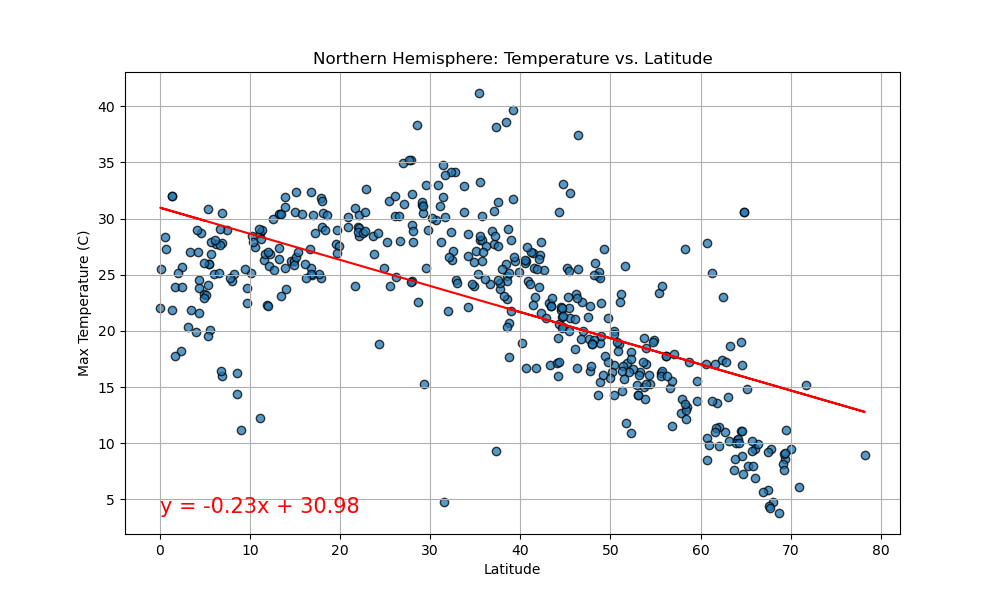 Northern Hemisphere: Temperature vs. Latitude
Max Temperature (C)
40
35
30
25
20
15
10
5
y = -0.23x + 30.98
0 10 20 30 40 50 60 70 80
Latitude